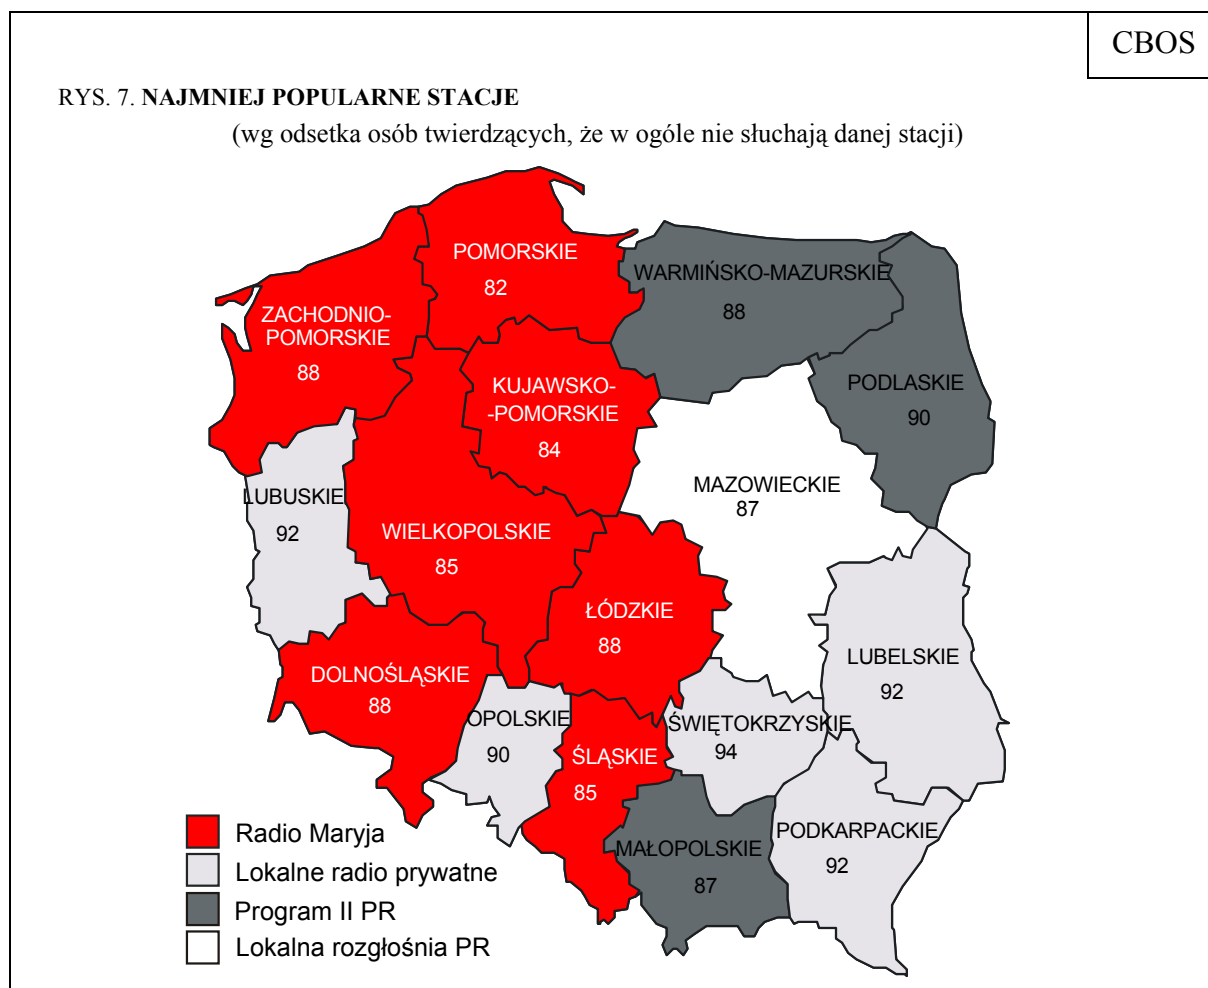 CBOS
RYS. 7. NAJMNIEJ POPULARNE STACJE
(wg odsetka osób twierdzących, że w ogóle nie słuchają danej stacji)
POMORSKIE
82
WARMIŃSKO-MAZURSKIE
88
ZACHODNIO-
POMORSKIE
88
KUJAWSKO-
-POMORSKIE
84
PODLASKIE
90
MAZOWIECKIE
87
LUBUSKIE
92
WIELKOPOLSKIE
85
ŁÓDZKIE
88
LUBELSKIE
92
DOLNOŚLĄSKIE
88
OPOLSKIE
90
ŚLĄSKIE
85
ŚWIĘTOKRZYSKIE
94
MAŁOPOLSKIE
87
PODKARPACKIE
92
Radio Maryja
Lokalne radio prywatne
Program II PR
Lokalna rozgłośnia PR